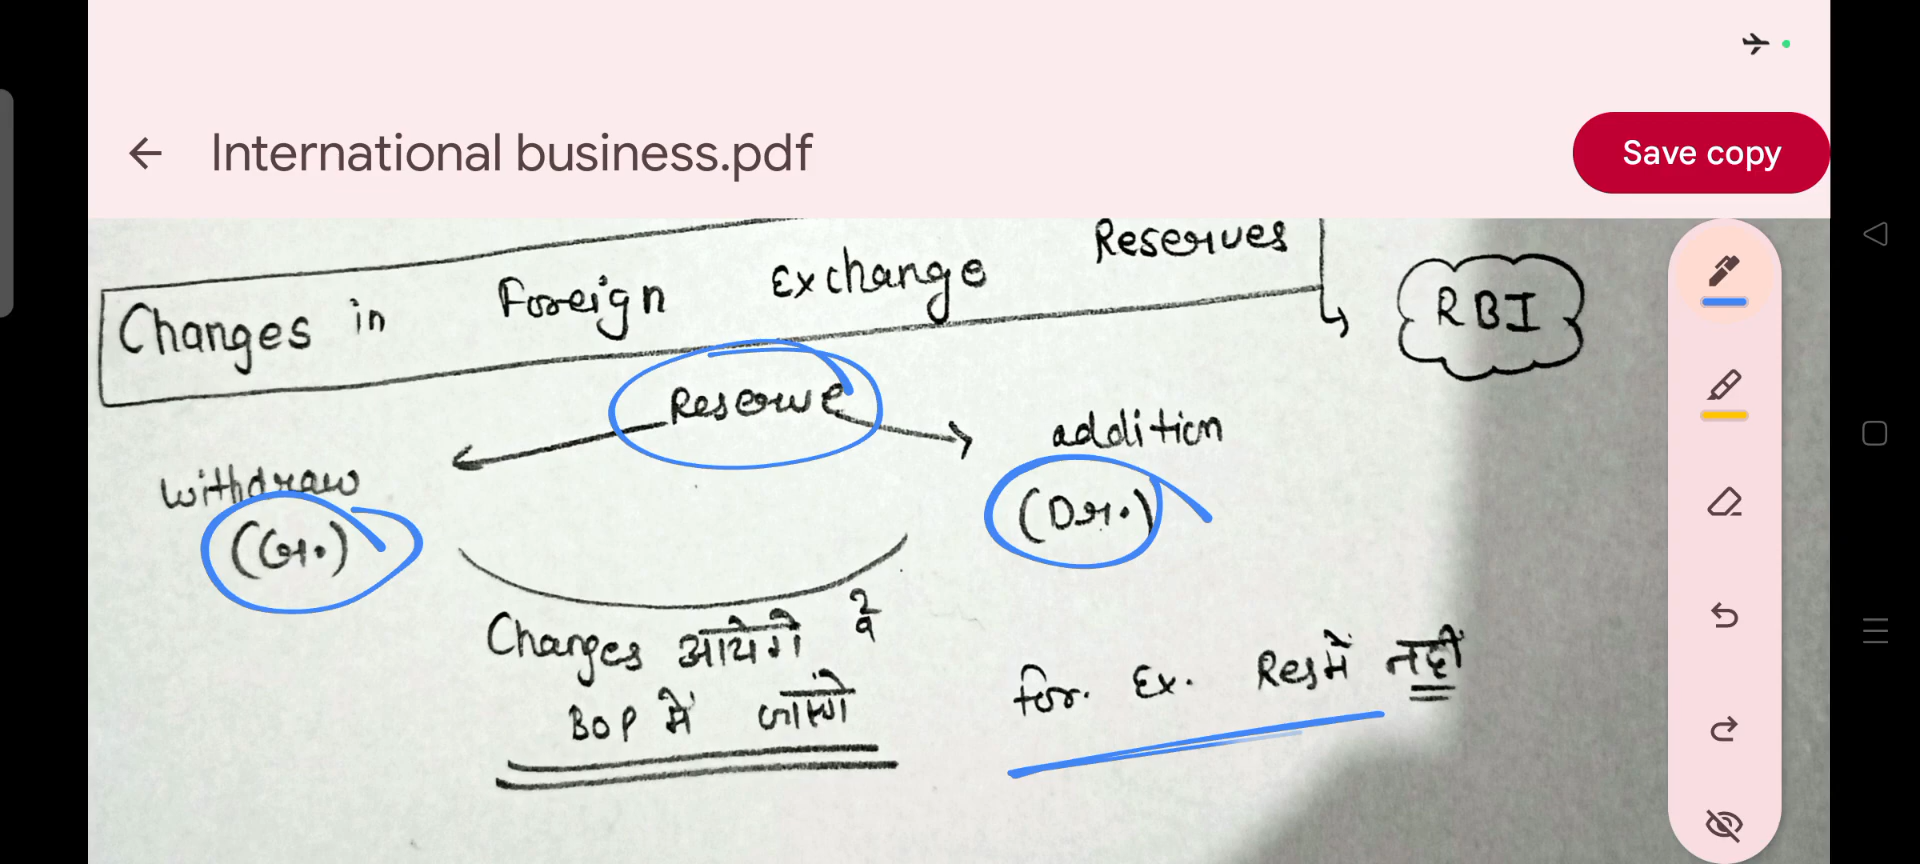 International business.pdf
Save copy
Changes in Foreign Exchange Reserves
RBI
Reserve
withdraw
addition
(Cr.)
(Dr.)
Changes आयेगे
BOP में जायेंगे
for. Ex. Res में नहीं